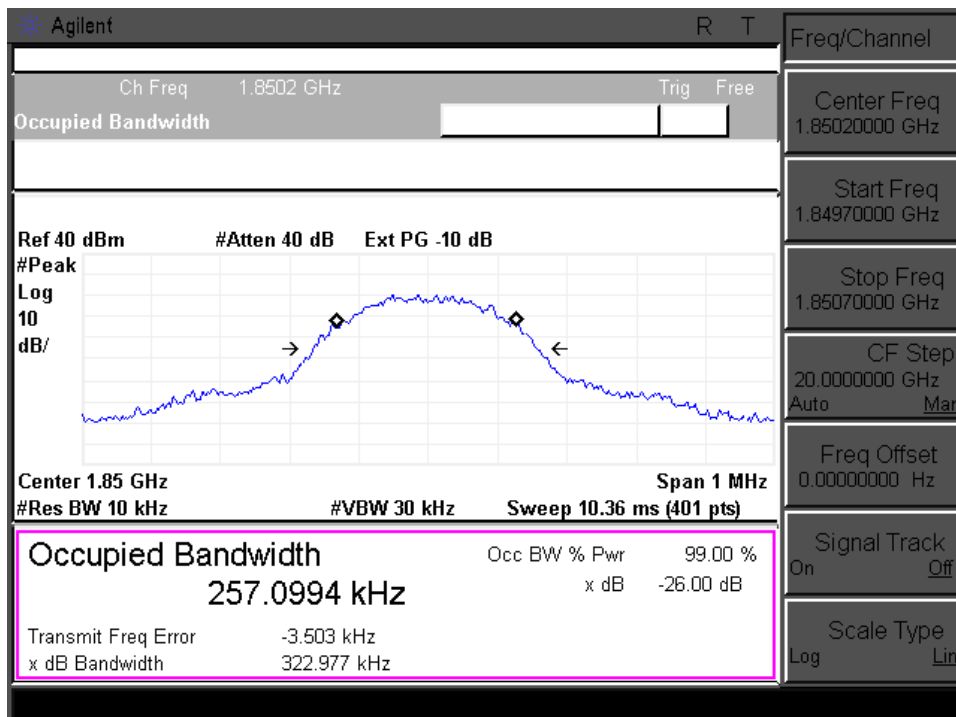 Agilent R T
Freq/Channel
Ch Freq 1.8502 GHz Trig Free
Occupied Bandwidth
Center Freq
1.85020000 GHz
Start Freq
1.84970000 GHz
Ref 40 dBm #Atten 40 dB Ext PG -10 dB
#Peak
Log
10
dB/
Stop Freq
1.85070000 GHz
CF Step
20.0000000 GHz
Auto Man
Center 1.85 GHz Span 1 MHz
#Res BW 10 kHz #VBW 30 kHz Sweep 10.36 ms (401 pts)
Freq Offset
0.00000000 Hz
Occupied Bandwidth
257.0994 kHz
Occ BW % Pwr 99.00 %
x dB -26.00 dB
Transmit Freq Error -3.503 kHz
x dB Bandwidth 322.977 kHz
Signal Track
On Off
Scale Type
Log Lin